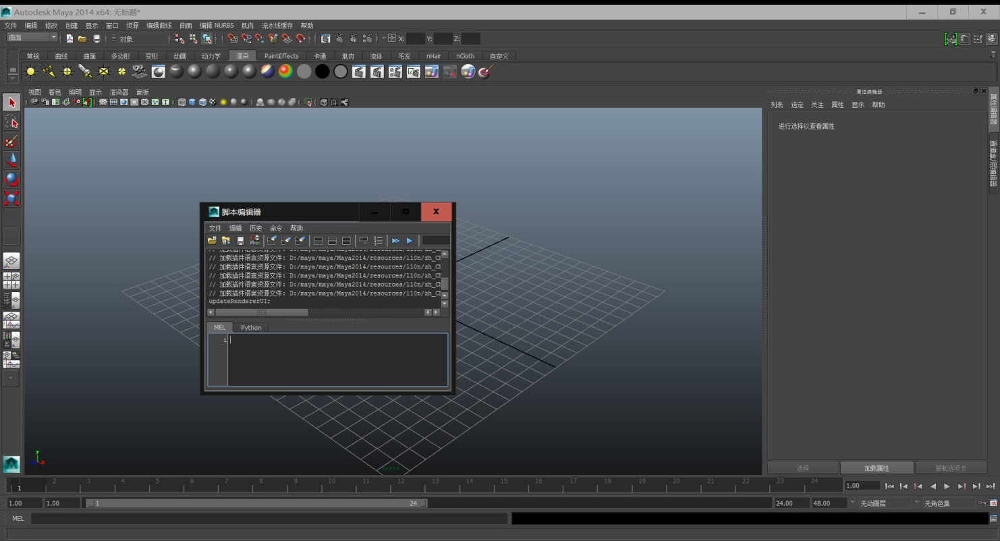 Autodesk Maya 2014 x64: 无标题*
文件 编辑 修改 创建 显示 窗口 资源 编辑曲线 曲面 编辑 NURBS 肌肉 流水线缓存 帮助
曲面 对象 X: Y: Z:
常规 曲线 曲面 多边形 变形 动画 动力学 渲染 PaintEffects 卡通 肌肉 流体 毛发 nHair nCloth 自定义
视图 着色 照明 显示 渲染器 面板
属性编辑器
列表 选定 关注 属性 显示 帮助
进行选择以查看属性
属性编辑器
通道盒/层编辑器
脚本编辑器
文件 编辑 历史 命令 帮助
// 加载插件语言资源文件: D:/maya/maya/Maya2014/resources/l10n/zh_C
// 加载插件语言资源文件: D:/maya/maya/Maya2014/resources/l10n/zh_C
// 加载插件语言资源文件: D:/maya/maya/Maya2014/resources/l10n/zh_C
// 加载插件语言资源文件: D:/maya/maya/Maya2014/resources/l10n/zh_C
// 加载插件语言资源文件: D:/maya/maya/Maya2014/resources/l10n/zh_C
updateRendererUI;
MEL Python
1
y
persp
选择 加载属性 复制选项卡
1 2 3 4 5 6 7 8 9 10 11 12 13 14 15 16 17 18 19 20 21 22 23 24
1 1.00
1.00 1.00 1 24 24.00 48.00 无动画层 无角色集
MEL